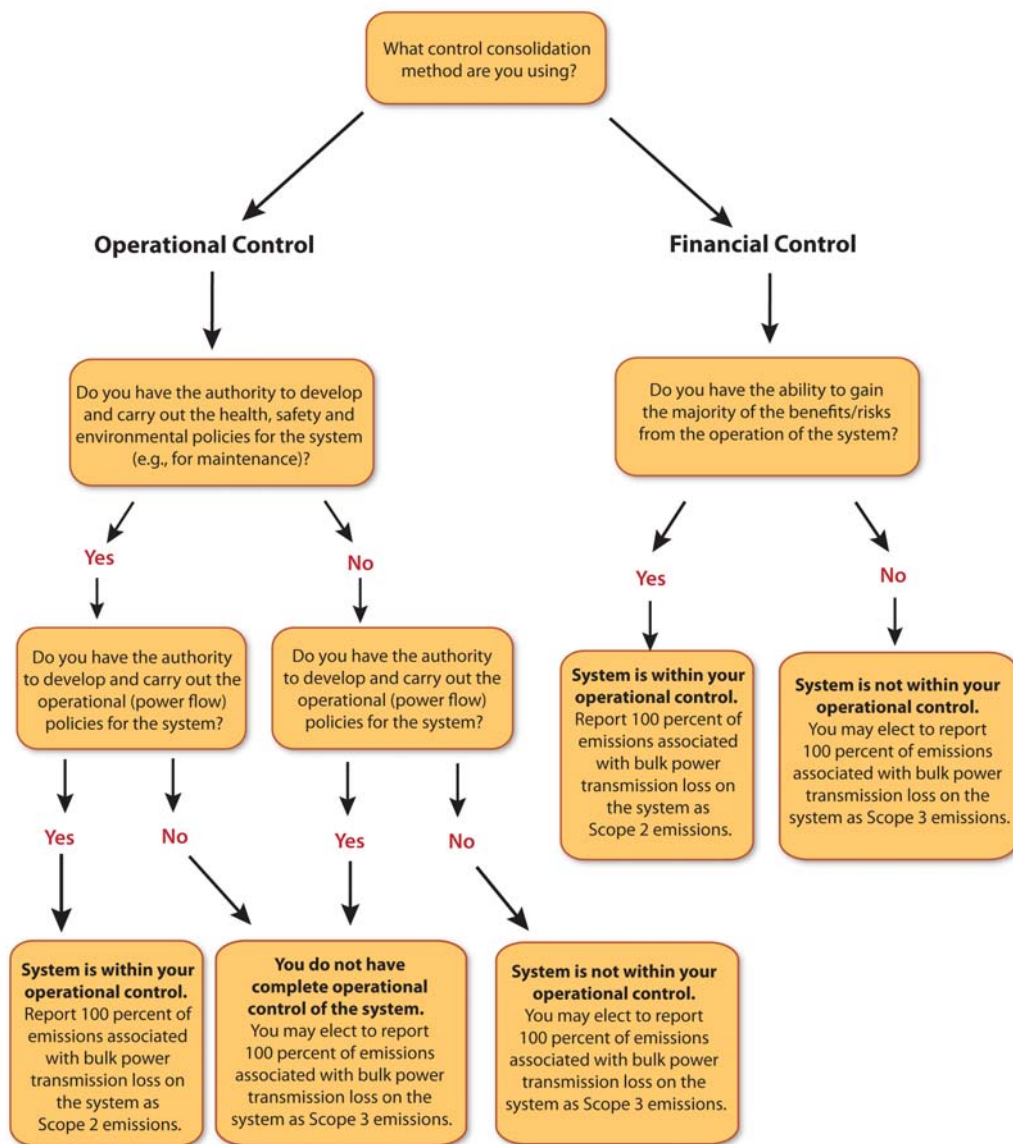 What control consolidation
method are you using?
Operational Control
Financial Control
Do you have the authority to develop
and carry out the health, safety and
environmental policies for the system
(e.g., for maintenance)?
Do you have the ability to gain
the majority of the benefits/risks
from the operation of the system?
Yes
No
Yes
No
Do you have the authority
to develop and carry out the
operational (power flow)
policies for the system?
Do you have the authority
to develop and carry out the
operational (power flow)
policies for the system?
System is within your
operational control.
Report 100 percent of
emissions associated
with bulk power
transmission loss on
the system as
Scope 2 emissions.
System is not within your
operational control.
You may elect to report
100 percent of emissions
associated with bulk power
transmission loss on the
system as Scope 3 emissions.
Yes
No
Yes
No
System is within your
operational control.
Report 100 percent of
emissions associated
with bulk power
transmission loss on
the system as
Scope 2 emissions.
You do not have
complete operational
control of the system.
You may elect to report
100 percent of emissions
associated with bulk power
transmission loss on the
system as Scope 3 emissions.
System is not within your
operational control.
You may elect to report
100 percent of emissions
associated with bulk power
transmission loss on the
system as Scope 3 emissions.